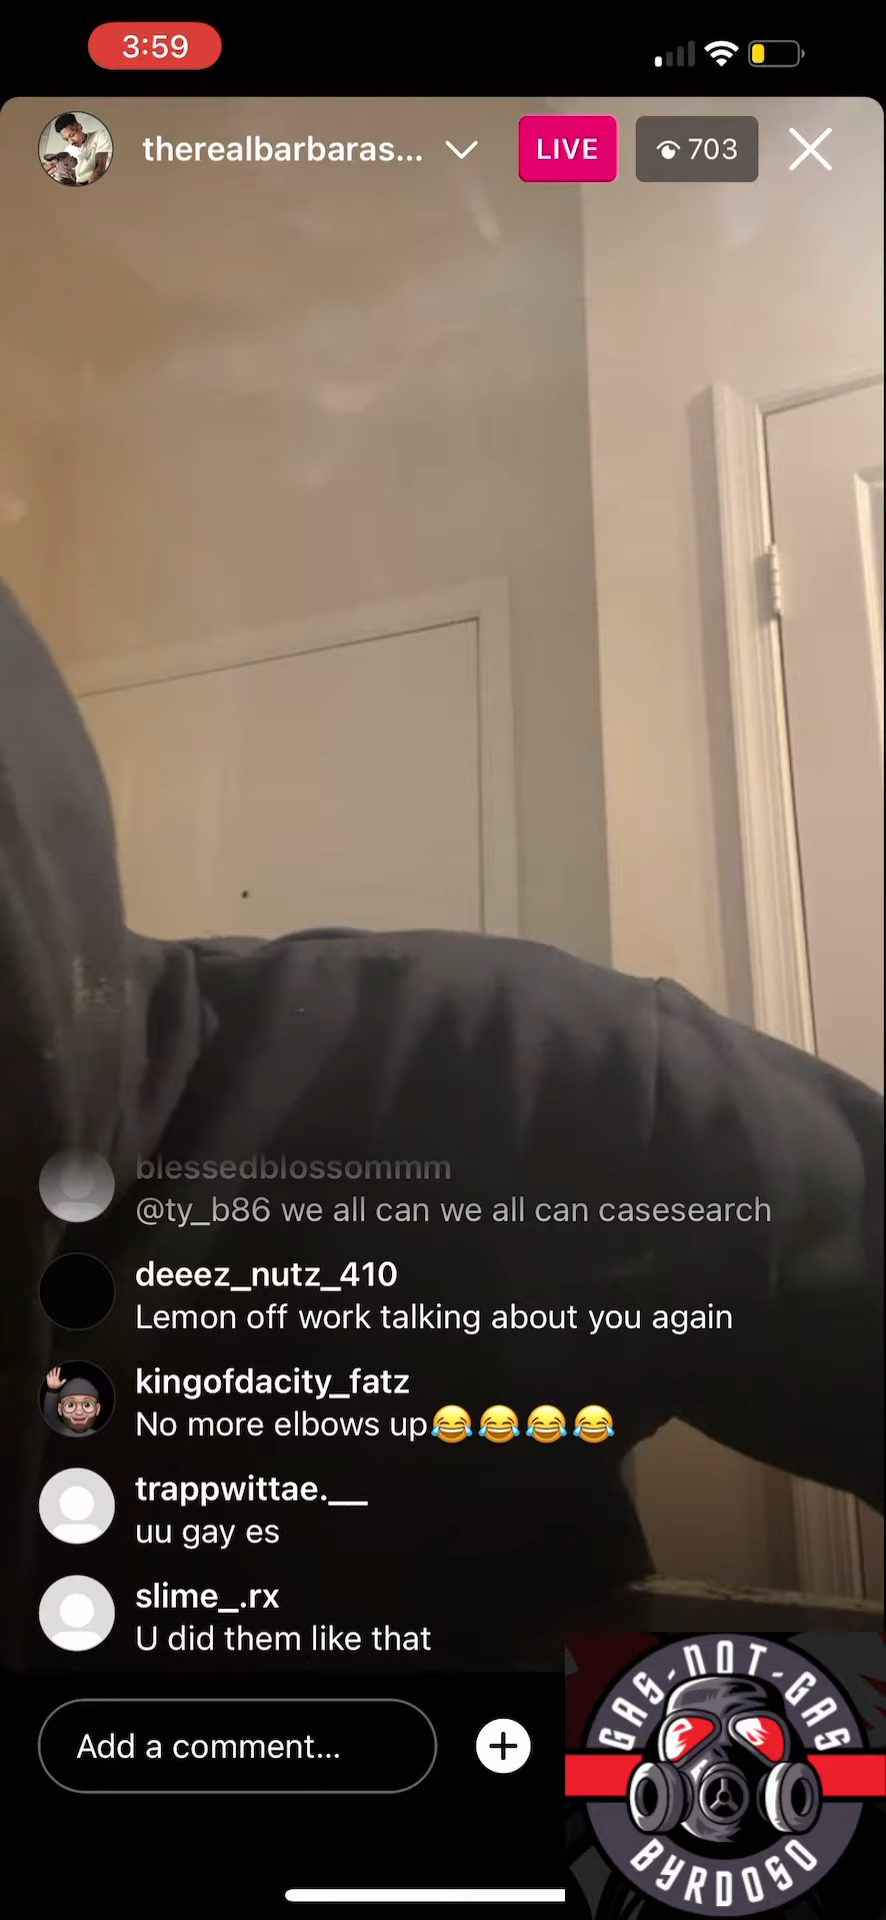 3:59
therealbarbaras...
LIVE
703
blessedblossommm
@ty_b86 we all can we all can casesearch
deeez_nutz_410
Lemon off work talking about you again
kingofdacity_fatz
No more elbows up😂😂😂😂
trappwittae.__
uu gay es
slime_.rx
U did them like that
Add a comment...
GAS-NOT-GAS
BYRDOSO